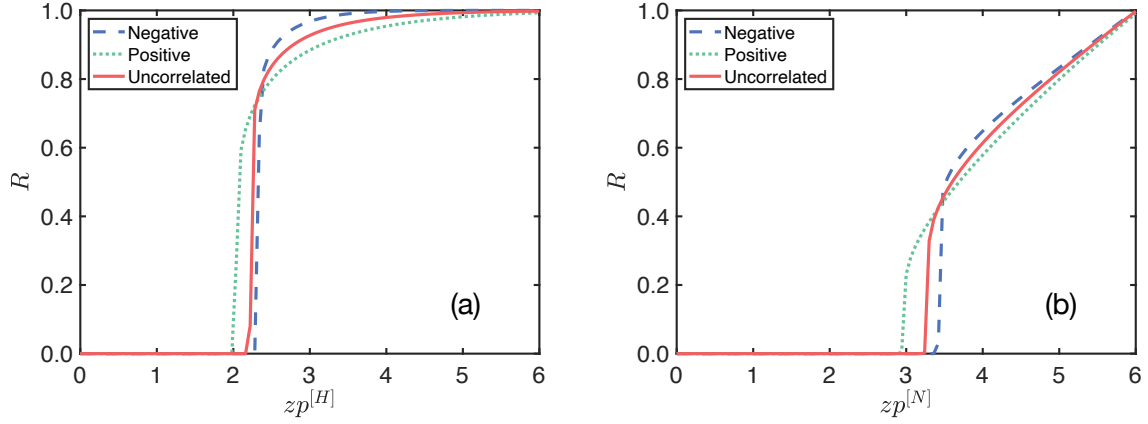 1.0
0.8
0.6
0.4
0.2
0.0
R
Negative
Positive
Uncorrelated
(a)
0 1 2 3 4 5 6
zp^{[H]}
1.0
0.8
0.6
0.4
0.2
0.0
R
Negative
Positive
Uncorrelated
(b)
0 1 2 3 4 5 6
zp^{[N]}